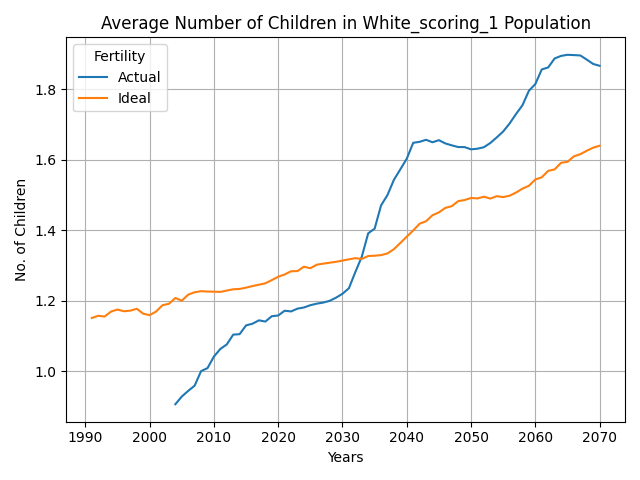 Average Number of Children in White_scoring_1 Population
Fertility
Actual
Ideal
1.8
1.6
1.4
1.2
1.0
No. of Children
1990 2000 2010 2020 2030 2040 2050 2060 2070
Years